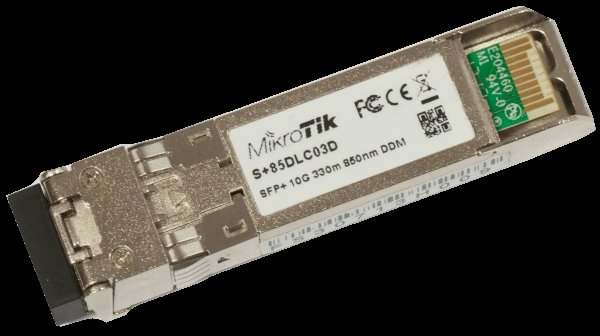 MikroTik
FC CE
S+85DLC03D
SFP+ 10G 330m 850nm DDM
E204460
94V-0